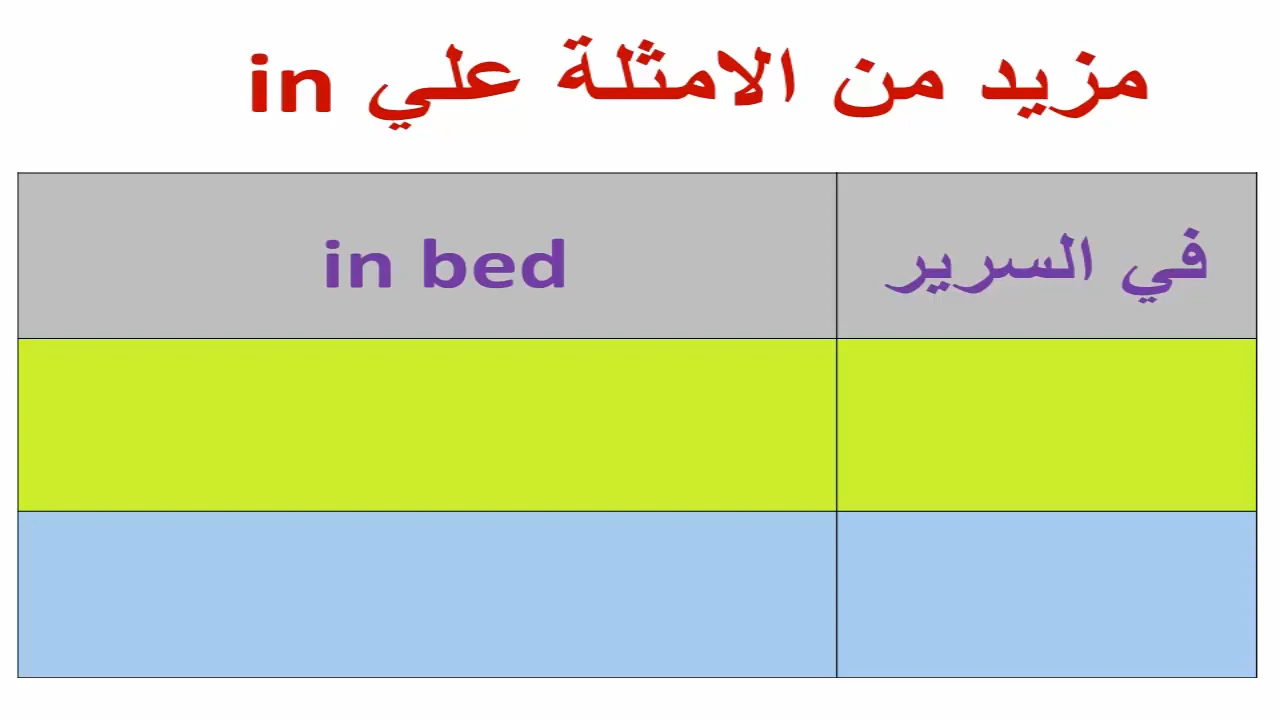 مزيد من الامثلة علي in
في السرير
in bed